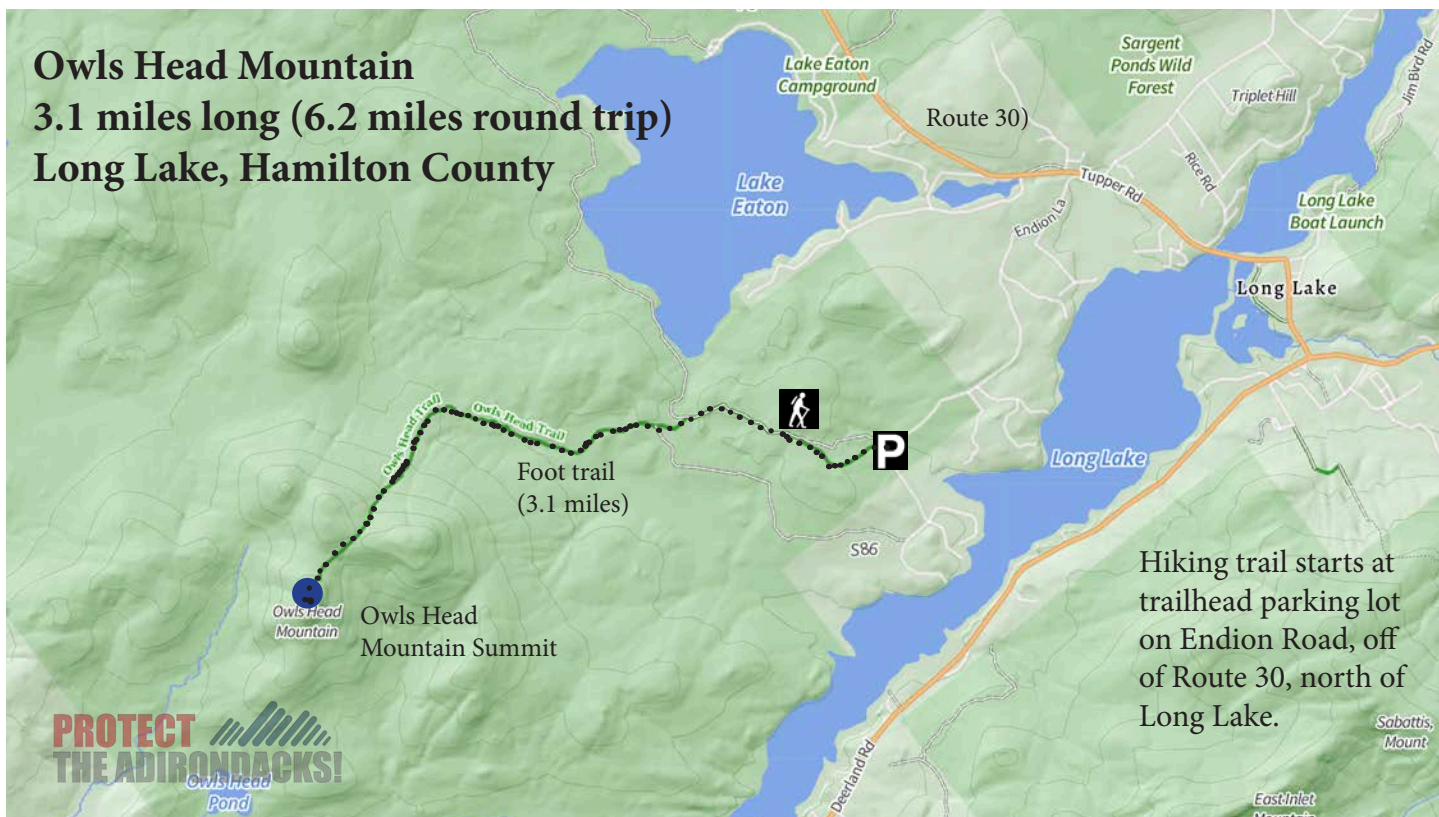 Owls Head Mountain
3.1 miles long (6.2 miles round trip)
Long Lake, Hamilton County
Lake Eaton
Campground
Sargent
Ponds Wild
Forest
Jim Bird Rd
Triplet Hill
Route 30)
Rice Rd
Tupper Rd
Lake
Eaton
Endion La
Long Lake
Boat Launch
Long Lake
Owls Head Trail
Owls Head Trail
P
Foot trail
(3.1 miles)
Long Lake
S86
Hiking trail starts at
trailhead parking lot
on Endion Road, off
of Route 30, north of
Long Lake.
Owls Head
Mountain
Owls Head
Mountain Summit
PROTECT
THE ADIRONDACKS!
Owls Head
Pond
Deerland Rd
Sabattis,
Mount
East Inlet
Mountain